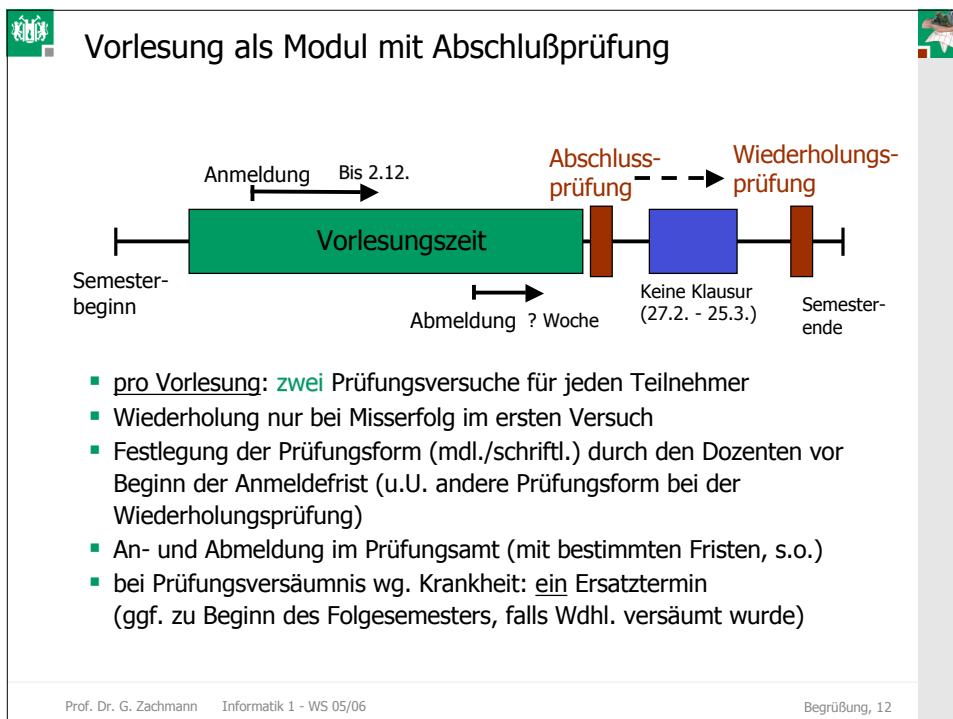 Vorlesung als Modul mit Abschlußprüfung
Anmeldung
Bis 2.12.
Abschluss-
prüfung
Wiederholungs-
prüfung
Vorlesungszeit
Semester-
beginn
Abmeldung
? Woche
Keine Klausur
(27.2. - 25.3.)
Semester-
ende
pro Vorlesung: zwei Prüfungsversuche für jeden Teilnehmer
Wiederholung nur bei Misserfolg im ersten Versuch
Festlegung der Prüfungsform (mdl./schriftl.) durch den Dozenten vor
Beginn der Anmeldefrist (u.U. andere Prüfungsform bei der
Wiederholungsprüfung)
An- und Abmeldung im Prüfungsamt (mit bestimmten Fristen, s.o.)
bei Prüfungsversäumnis wg. Krankheit: ein Ersatztermin
(ggf. zu Beginn des Folgesemesters, falls Wdhl. versäumt wurde)
Prof. Dr. G. Zachmann Informatik 1 - WS 05/06
Begrüßung, 12